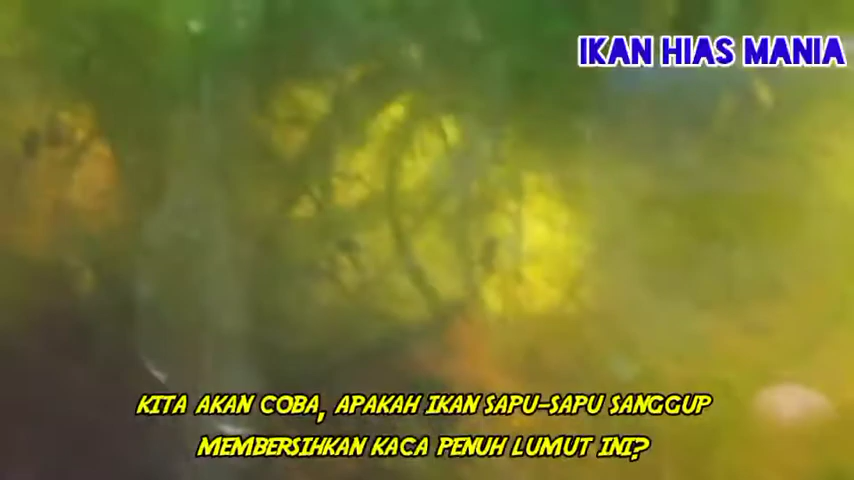 IKAN HIAS MANIA
KITA AKAN COBA, APAKAH IKAN SAPU-SAPU SANGGUP
MEMBERSIHKAN KACA PENUH LUMUT INI?